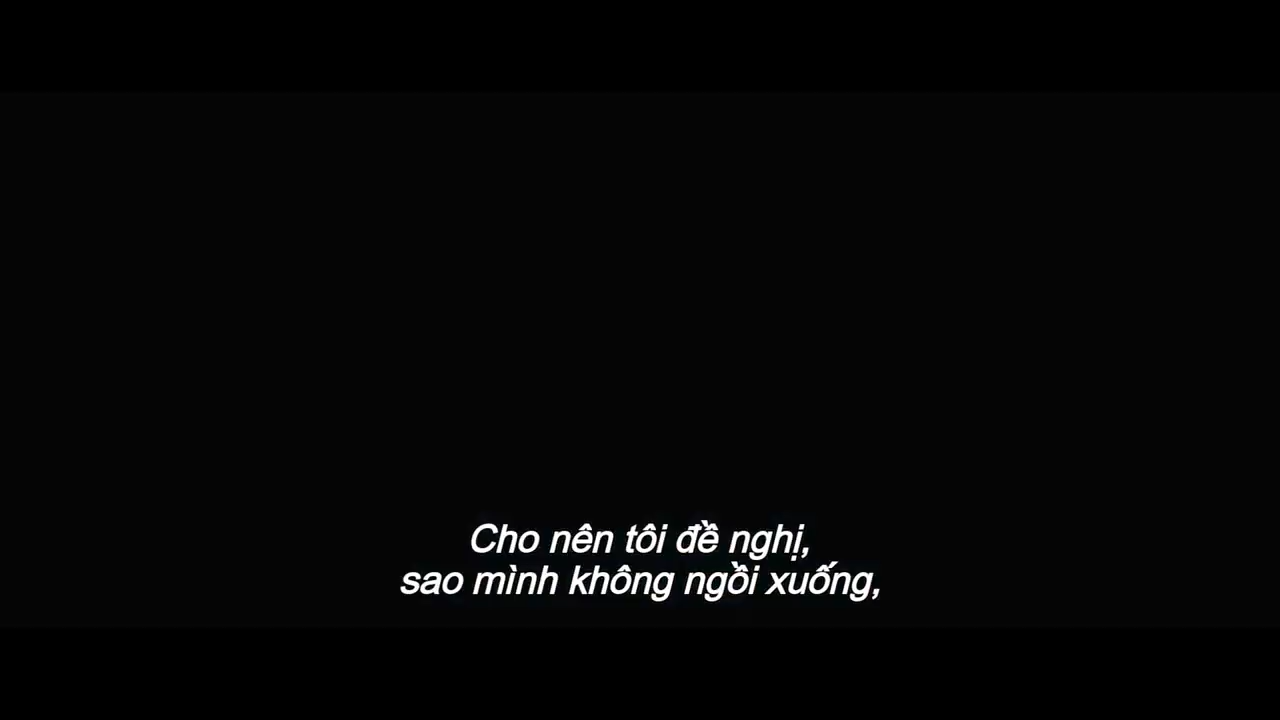 Cho nên tôi đề nghị,
sao mình không ngồi xuống,